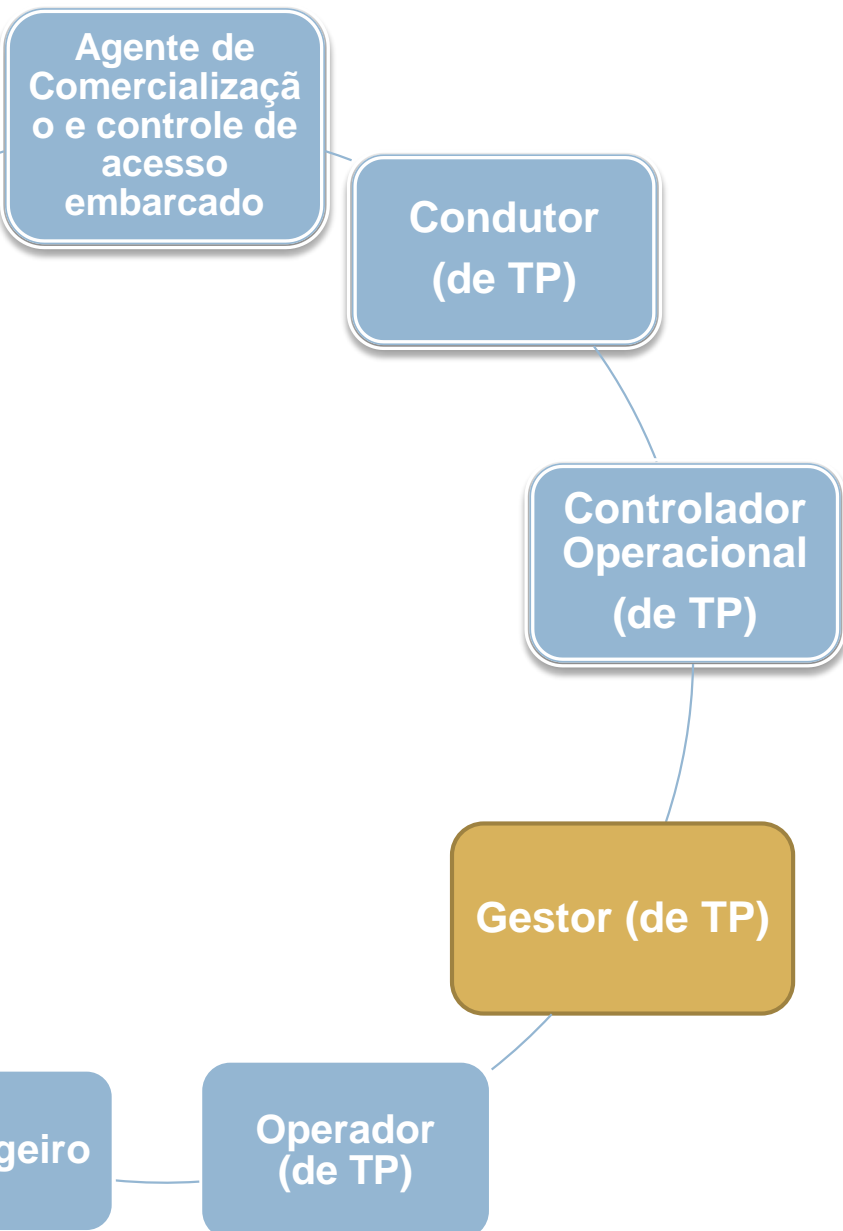 Agente de
Comercializaçã
o e controle de
acesso
embarcado
Condutor
(de TP)
Controlador
Operacional
(de TP)
Gestor (de TP)
Operador
(de TP)
geiro